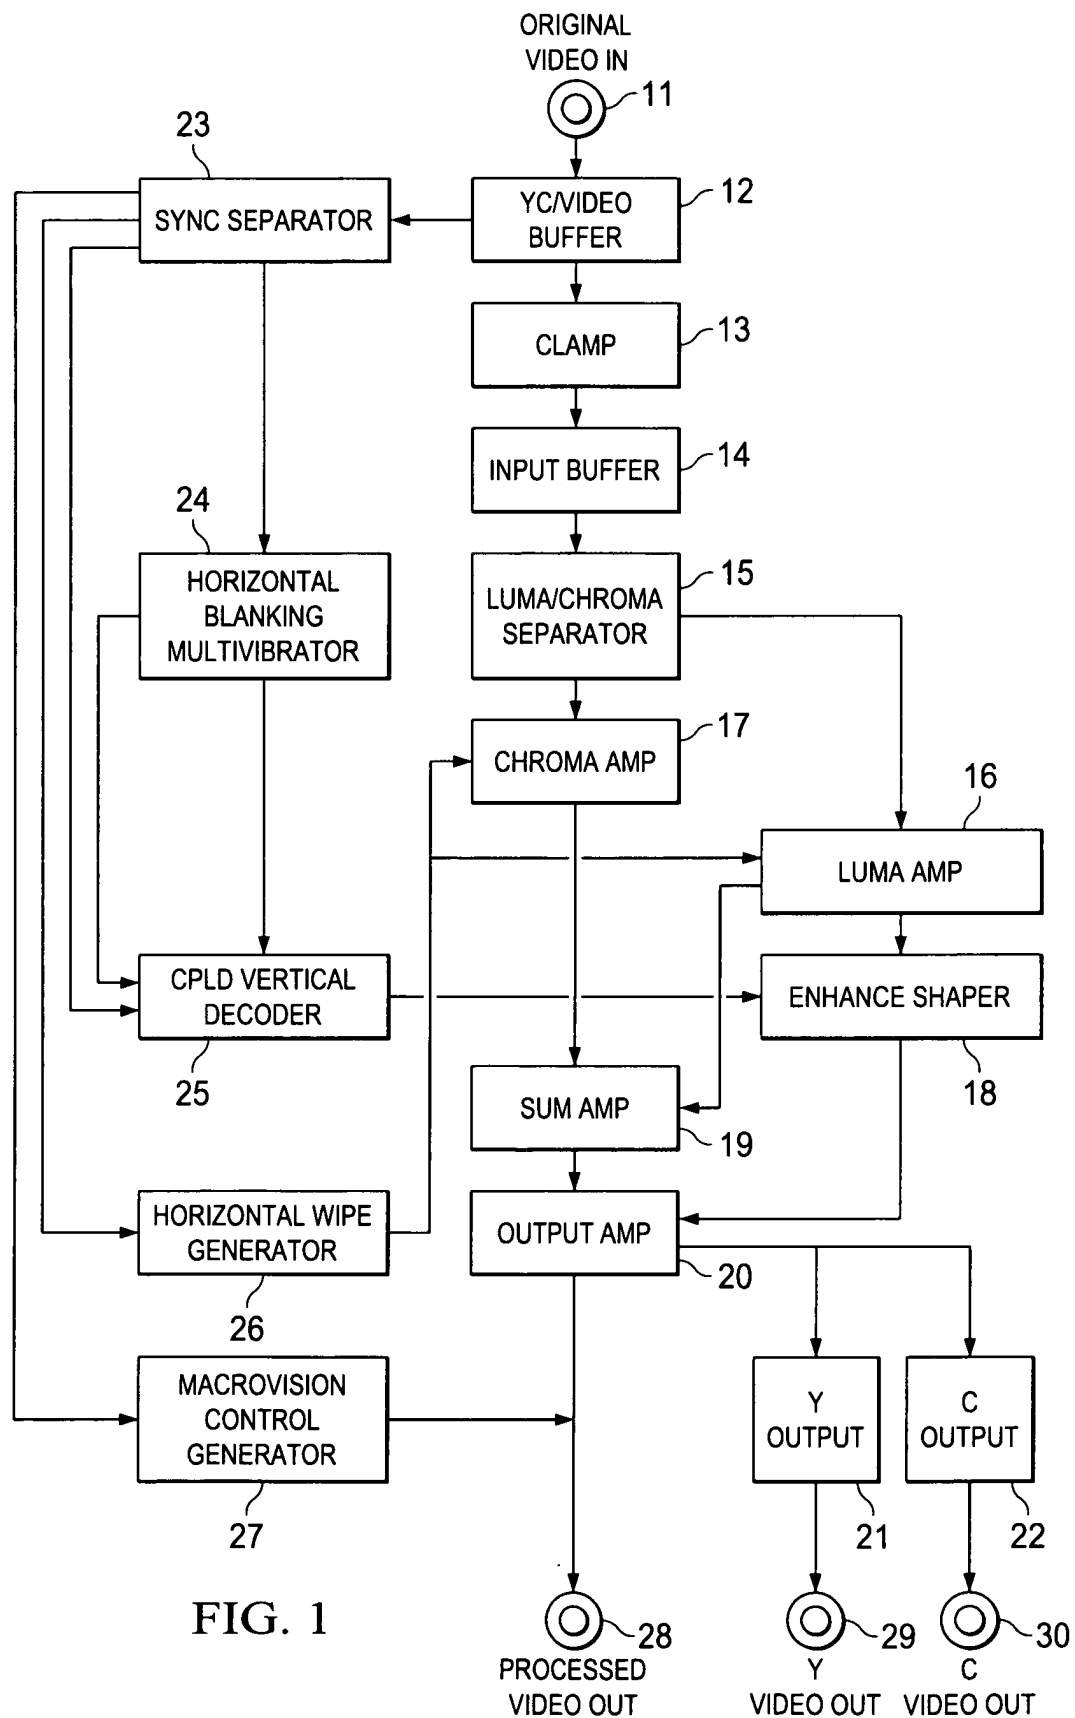 ORIGINAL
VIDEO IN
11
23
SYNC SEPARATOR
YC/VIDEO
BUFFER
12
CLAMP
13
INPUT BUFFER
14
24
HORIZONTAL
BLANKING
MULTIVIBRATOR
LUMA/CHROMA
SEPARATOR
15
CHROMA AMP
17
16
LUMA AMP
CPLD VERTICAL
DECODER
25
ENHANCE SHAPER
18
SUM AMP
19
HORIZONTAL WIPE
GENERATOR
26
OUTPUT AMP
20
MACROVISION
CONTROL
GENERATOR
27
Y
OUTPUT
21
C
OUTPUT
22
FIG. 1
28
PROCESSED
VIDEO OUT
29
Y
VIDEO OUT
30
C
VIDEO OUT